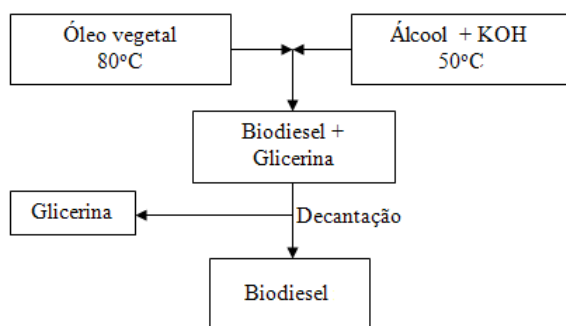 Óleo vegetal
80ºC
Álcool + KOH
50ºC
Biodiesel +
Glicerina
Glicerina
Decantação
Biodiesel